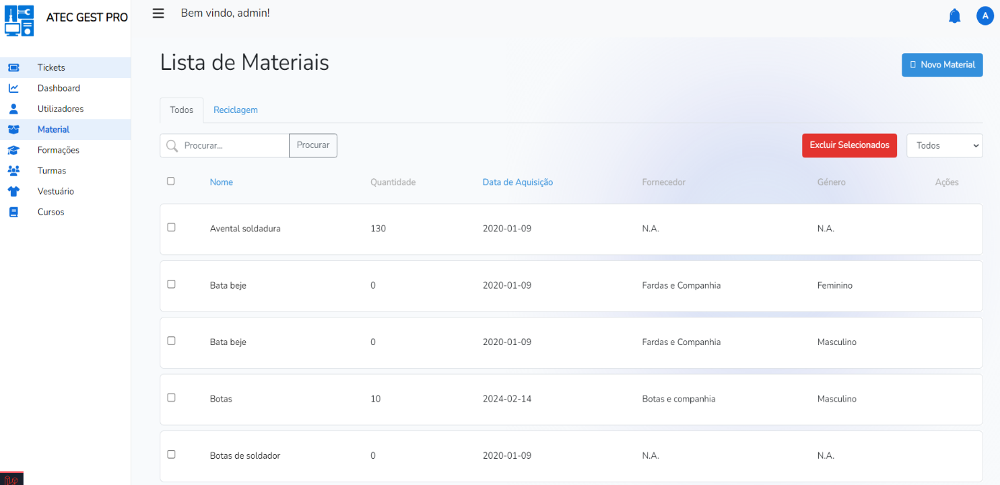 ATEC GEST PRO
Bem vindo, admin!
A
Tickets
Dashboard
Utilizadores
Material
Formações
Turmas
Vestuário
Cursos
Lista de Materiais
Novo Material
Todos Reciclagem
Procurar... Procurar
Excluir Selecionados Todos
Nome Quantidade Data de Aquisição Fornecedor Género Ações
Avental soldadura 130 2020-01-09 N.A. N.A.
Bata beje 0 2020-01-09 Fardas e Companhia Feminino
Bata beje 0 2020-01-09 Fardas e Companhia Masculino
Botas 10 2024-02-14 Botas e companhia Masculino
Botas de soldador 0 2020-01-09 N.A. N.A.